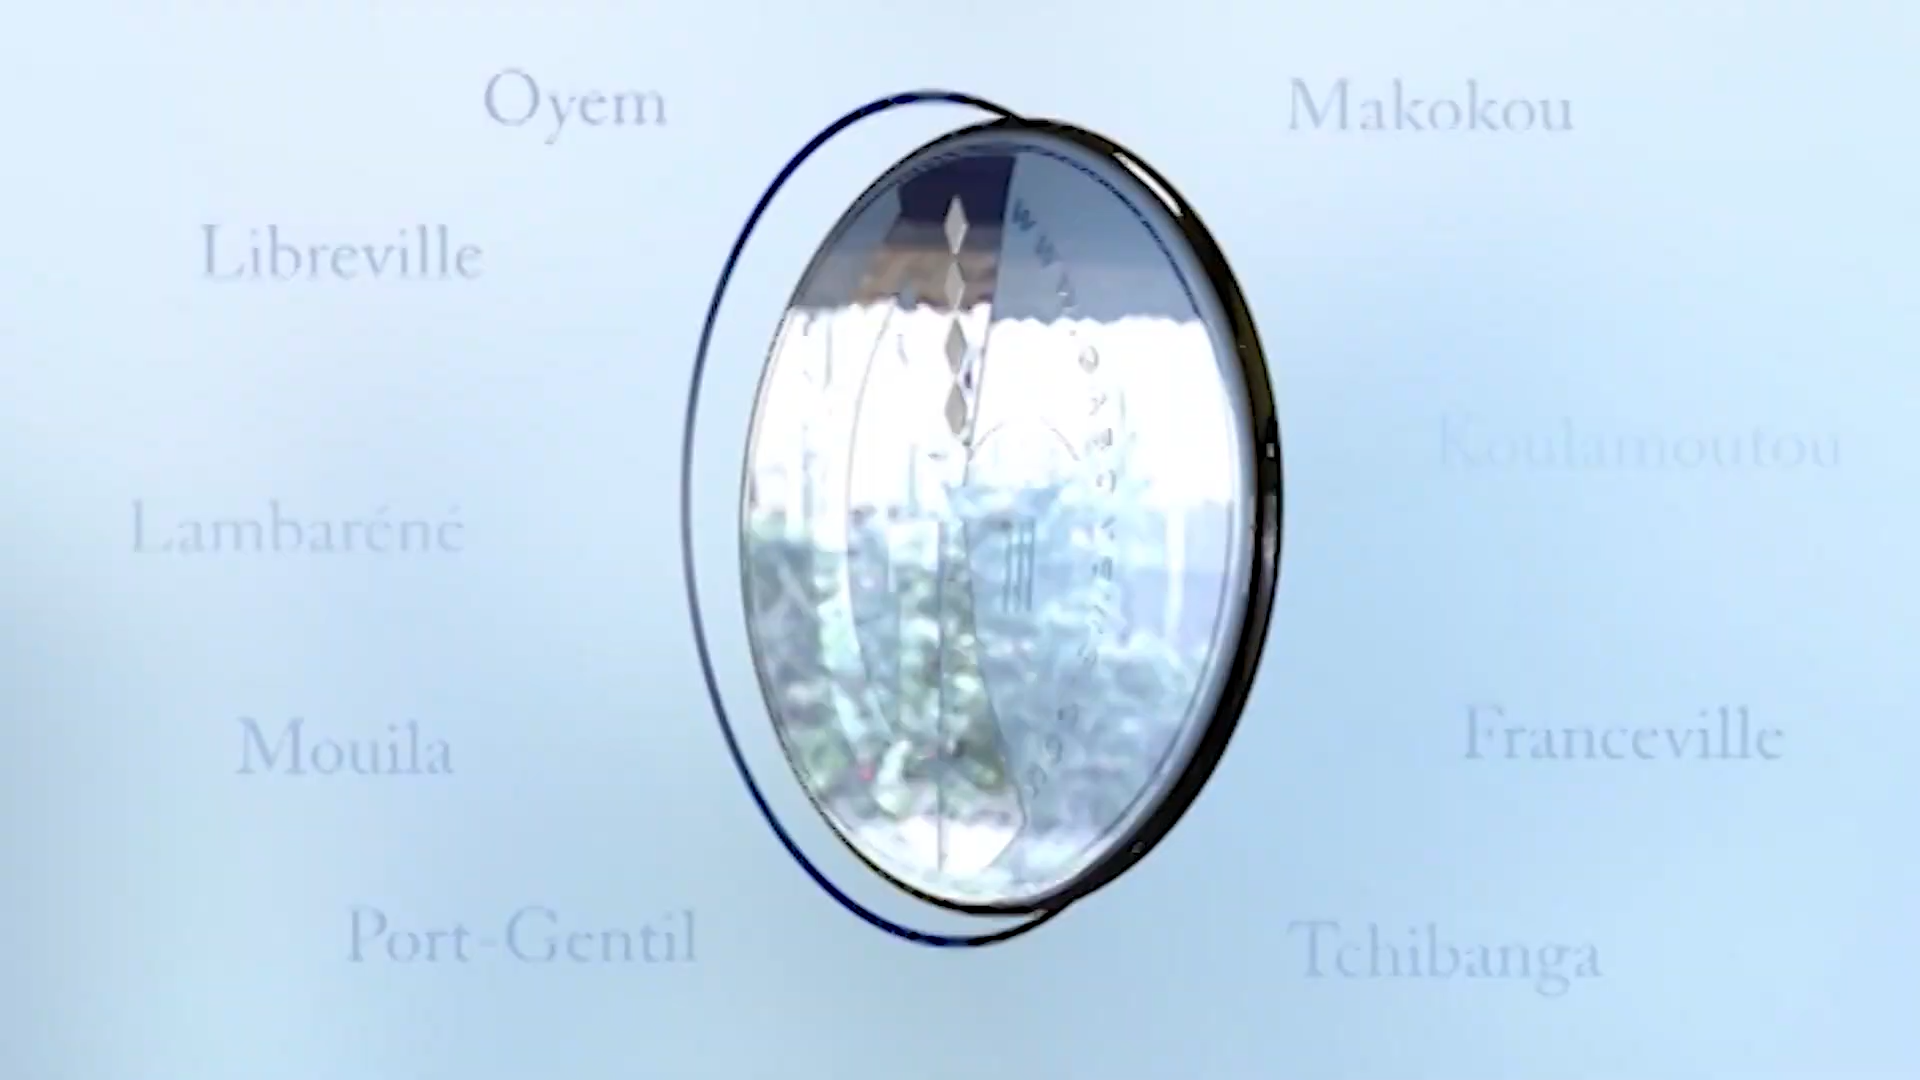 Oyem
Makokou
Libreville
Koulamoutou
Lambaréné
Mouila
Franceville
Port-Gentil
Tchibanga